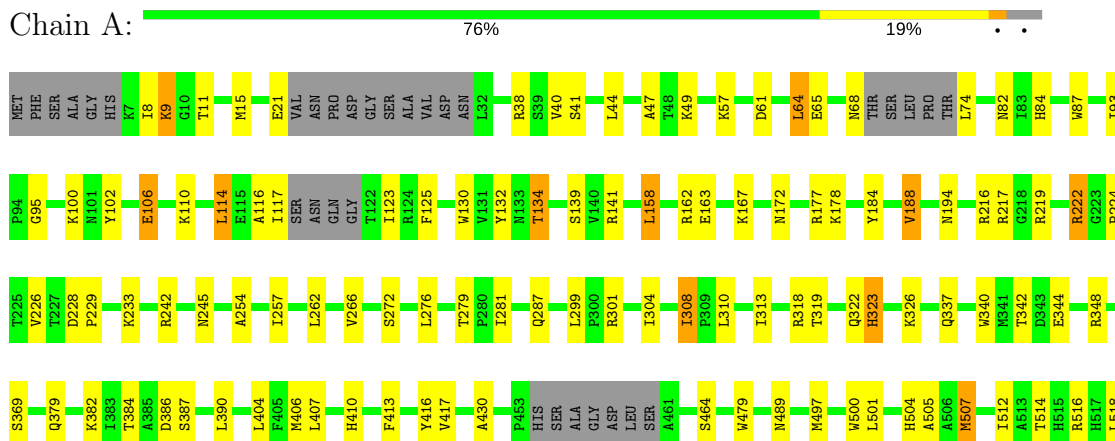 Chain A:
76% 19% • •
MET PHE SER ALA GLY HIS K7 I8 K9 G10 T11 M15 E21 VAL ASN PRO ASP GLY SER ALA VAL ASP ASN L32 R38 S39 V40 S41 L44 A47 T48 K49 K57 D61 L64 E65 N68 THR SER LEU PRO THR L74 N82 I83 H84 W87 I93
P94 G95 K100 N101 Y102 E106 K110 L114 E115 A116 I117 SER ASN GLN GLY T122 I123 R124 F125 W130 V131 Y132 N133 T134 S139 V140 R141 L158 R162 E163 K167 N172 R177 K178 Y184 V188 N194 R216 R217 G218 R219 R222 G223
T225 V226 T227 D228 P229 K233 R242 N245 A254 I257 L262 V266 S272 L276 T279 P280 I281 Q287 L299 P300 R301 I304 I308 P309 L310 I313 R318 T319 Q322 H323 K326 Q337 W340 M341 T342 D343 E344 R348
S369 Q379 K382 I383 T384 A385 D386 S387 L390 L404 F405 M406 L407 H410 F413 Y416 V417 A430 P453 HIS SER ALA GLY ASP LEU SER A461 S464 W479 N489 M497 W500 L501 H504 A505 A506 M507 I512 A513 T514 H515 R516 H517